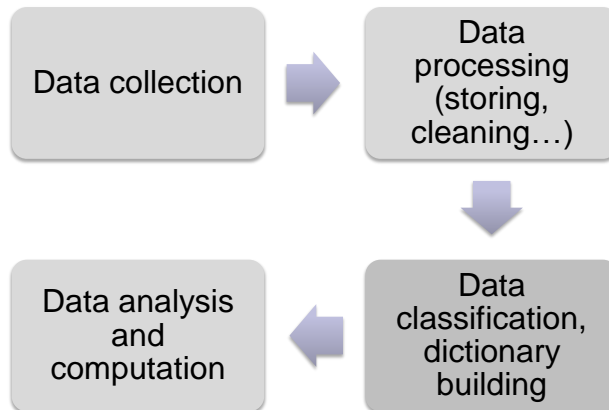 Data collection
Data
processing
(storing,
cleaning…)
Data
classification,
dictionary
building
Data analysis
and
computation